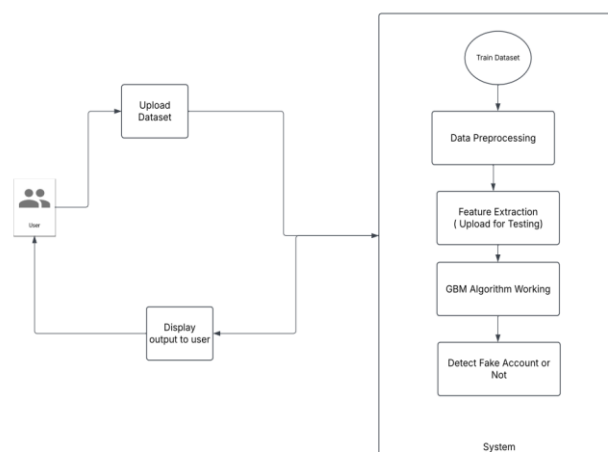 Train Dataset
Upload
Dataset
Data Preprocessing
User
Feature Extraction
( Upload for Testing)
GBM Algorithm Working
Display
output to user
Detect Fake Account or
Not
System